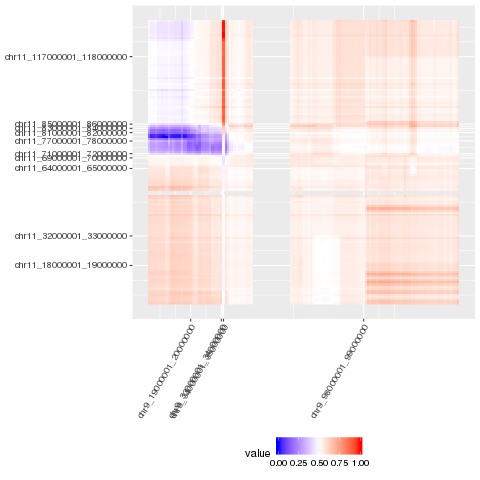 chr11_117000001_118000000
chr11_85000001_86000000
chr11_81000001_82000000
chr11_77000001_78000000
chr11_64000001_65000000
chr11_32000001_33000000
chr11_18000001_19000000
chr9_19000001_20000000
chr9_98000001_99000000
value
0.00 0.25 0.50 0.75 1.00